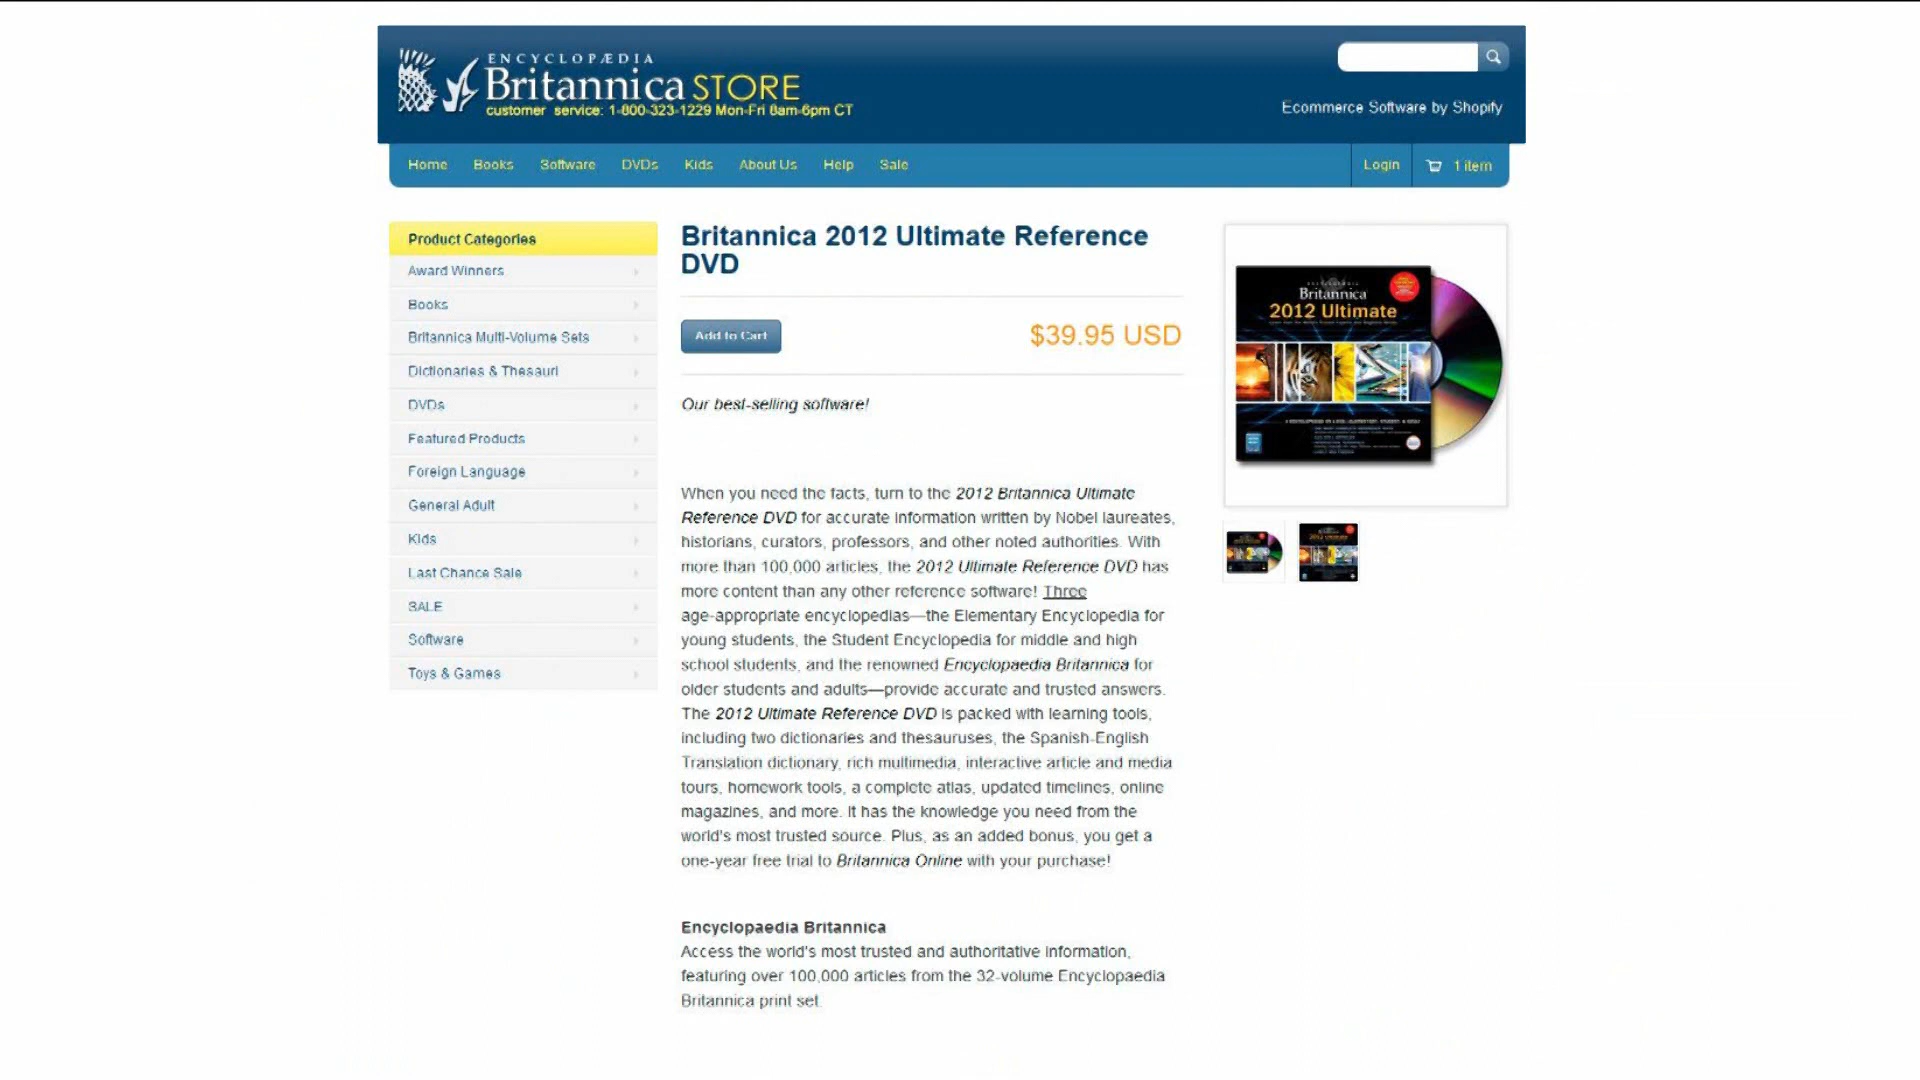 ENCYCLOPÆDIA
Britannica STORE
customer service: 1-800-323-1229 Mon-Fri 8am-6pm CT
Ecommerce Software by Shopify
Home Books Software DVDs Kids About Us Help Sale Login 1 item
Product Categories
Award Winners
Books
Britannica Multi-Volume Sets
Dictionaries & Thesauri
DVDs
Featured Products
Foreign Language
General Adult
Kids
Last Chance Sale
SALE
Software
Toys & Games
Britannica 2012 Ultimate Reference
DVD
Add to Cart
$39.95 USD
Our best-selling software!
When you need the facts, turn to the 2012 Britannica Ultimate
Reference DVD for accurate information written by Nobel laureates,
historians, curators, professors, and other noted authorities. With
more than 100,000 articles, the 2012 Ultimate Reference DVD has
more content than any other reference software! Three
age-appropriate encyclopedias—the Elementary Encyclopedia for
young students, the Student Encyclopedia for middle and high
school students, and the renowned Encyclopaedia Britannica for
older students and adults—provide accurate and trusted answers.
The 2012 Ultimate Reference DVD is packed with learning tools,
including two dictionaries and thesauruses, the Spanish-English
Translation dictionary, rich multimedia, interactive article and media
tours, homework tools, a complete atlas, updated timelines, online
magazines, and more. It has the knowledge you need from the
world's most trusted source. Plus, as an added bonus, you get a
one-year free trial to Britannica Online with your purchase!
Encyclopaedia Britannica
Access the world's most trusted and authoritative information,
featuring over 100,000 articles from the 32-volume Encyclopaedia
Britannica print set.
Britannica
2012 Ultimate